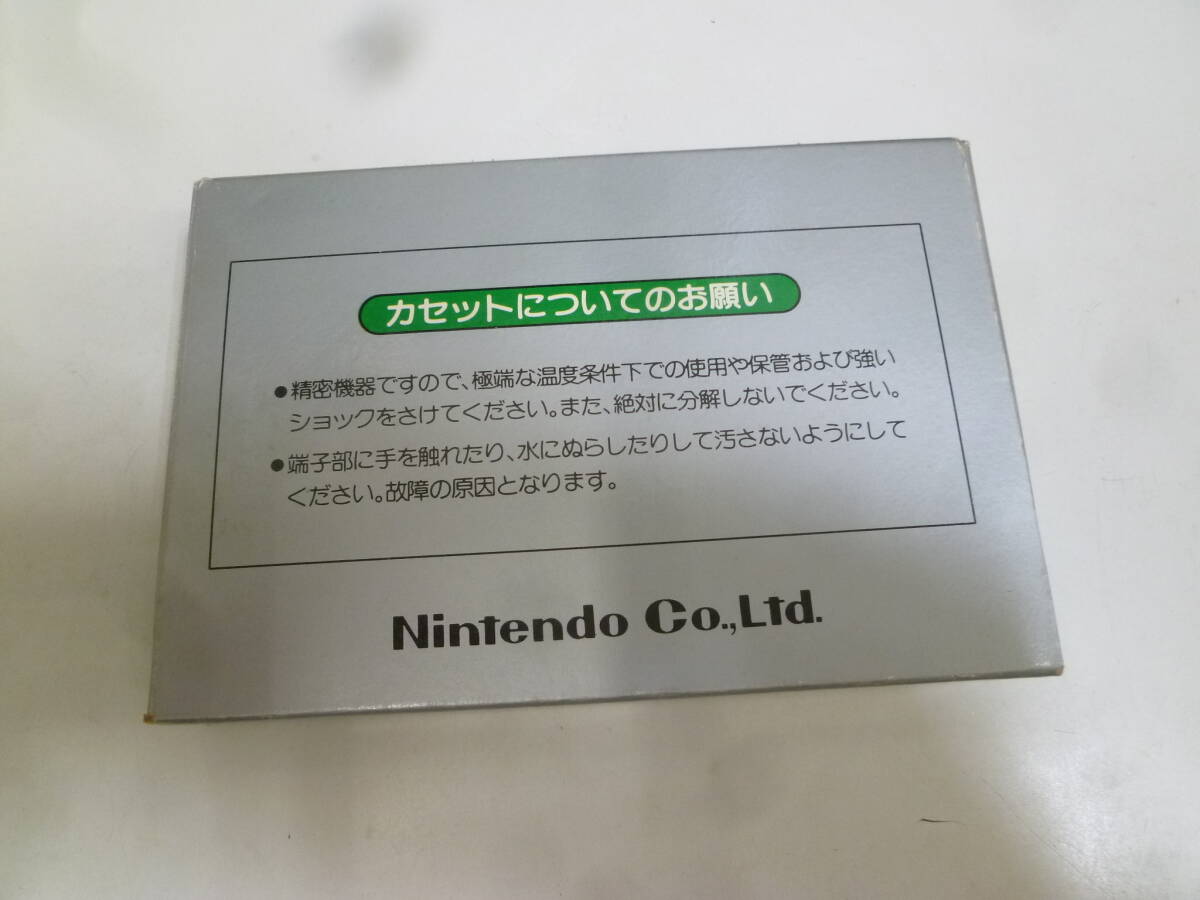 カセットについてのお願い
●精密機器ですので、極端な温度条件下での使用や保管および強い
ショックをさけてください。また、絶対に分解しないでください。
●端子部に手を触れたり、水にぬらしたりして汚さないようにして
ください。故障の原因となります。
Nintendo Co.,Ltd.